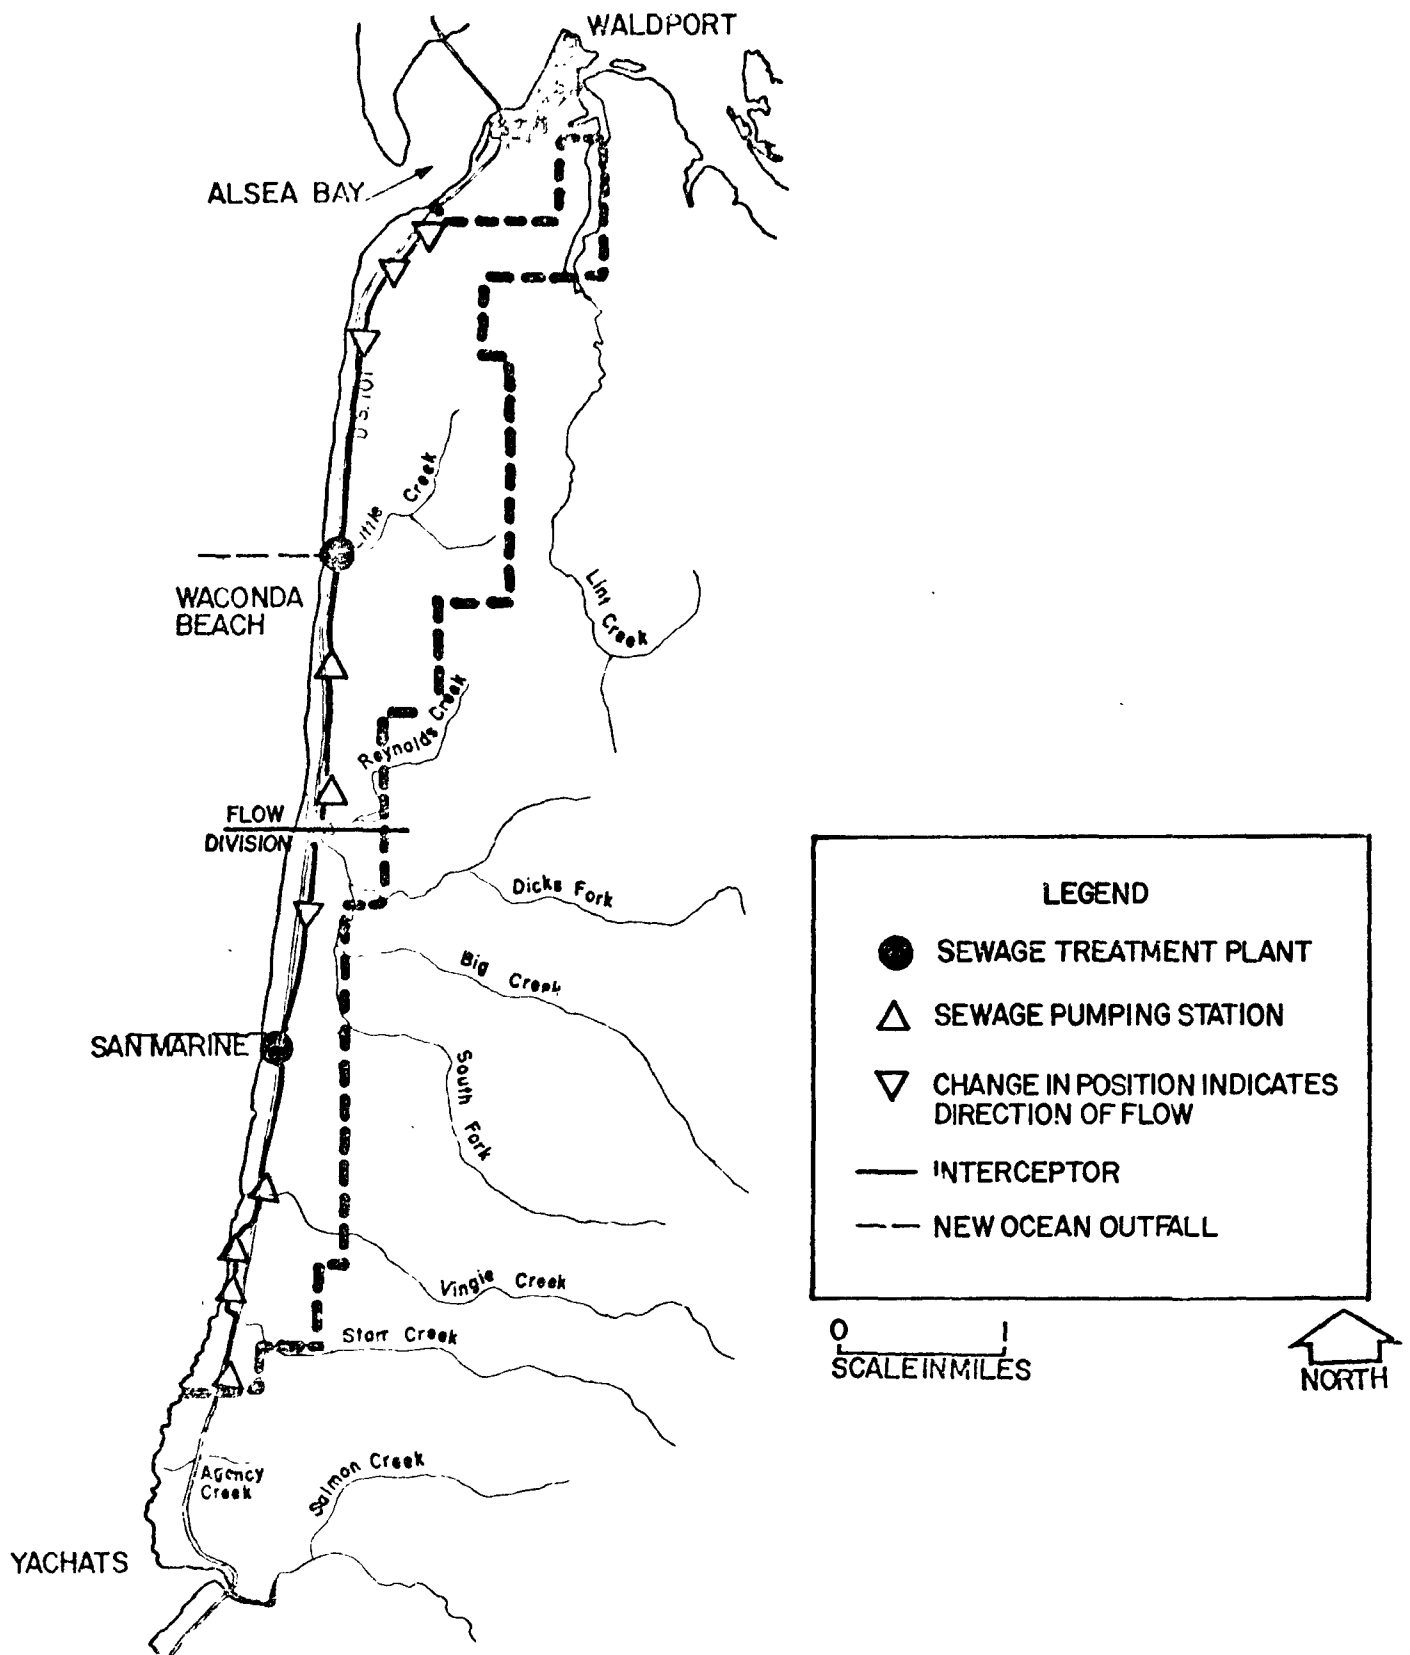 WALDPORT
ALSEA BAY
U.S. 101
Creek
WACONDA
BEACH
Lint Creek
Reynolds Creek
FLOW
DIVISION
Dicks Fork
Big Creek
SAN MARINE
South Fork
Vingie Creek
Starr Creek
Agency
Creek
Salmon Creek
YACHATS
LEGEND
SEWAGE TREATMENT PLANT
SEWAGE PUMPING STATION
CHANGE IN POSITION INDICATES
DIRECTION OF FLOW
INTERCEPTOR
NEW OCEAN OUTFALL
0 1
SCALE IN MILES
NORTH